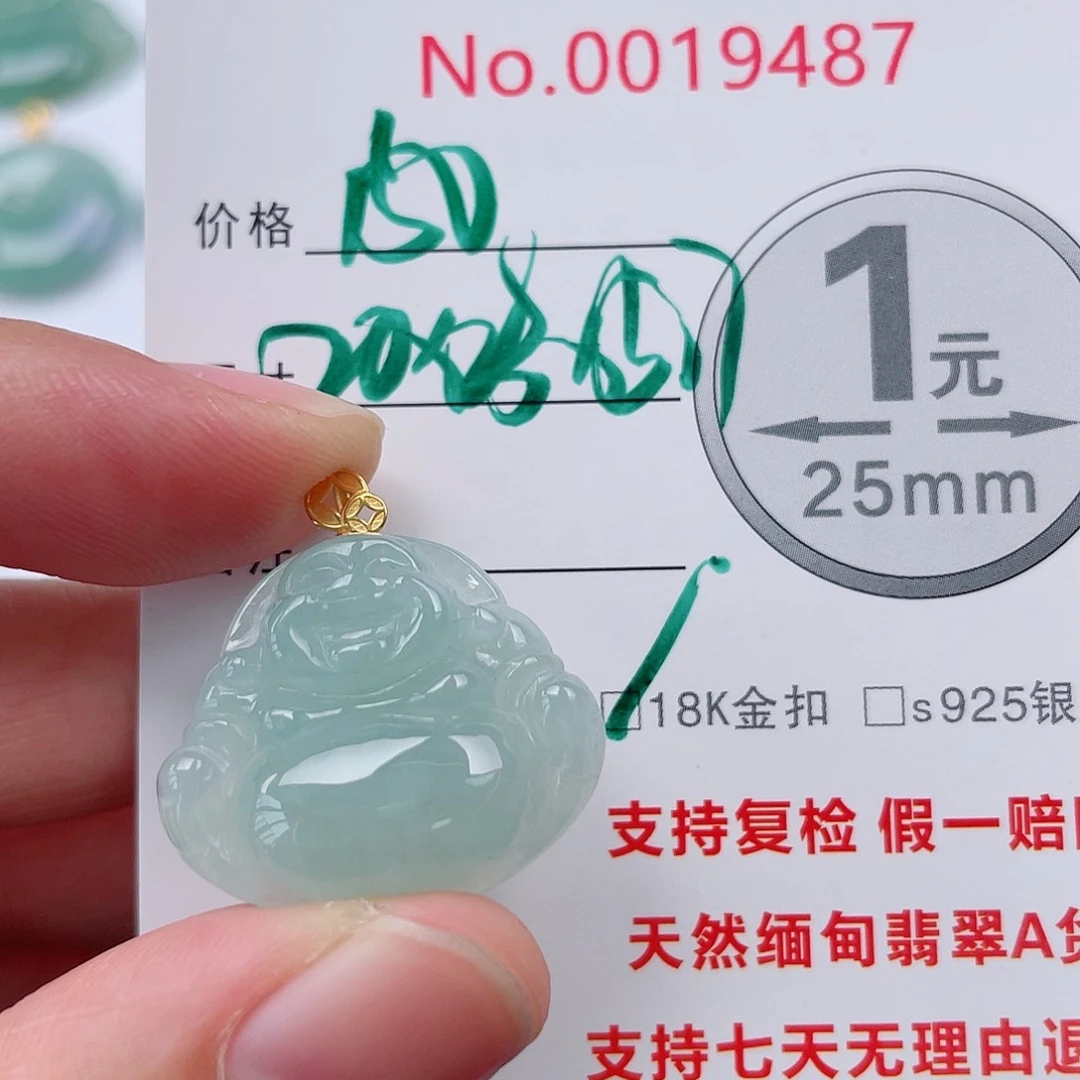 No.0019487
价格 150
1元
25mm
18K金扣 □s925银
支持复检 假一赔
天然缅甸翡翠A货
支持七天无理由退